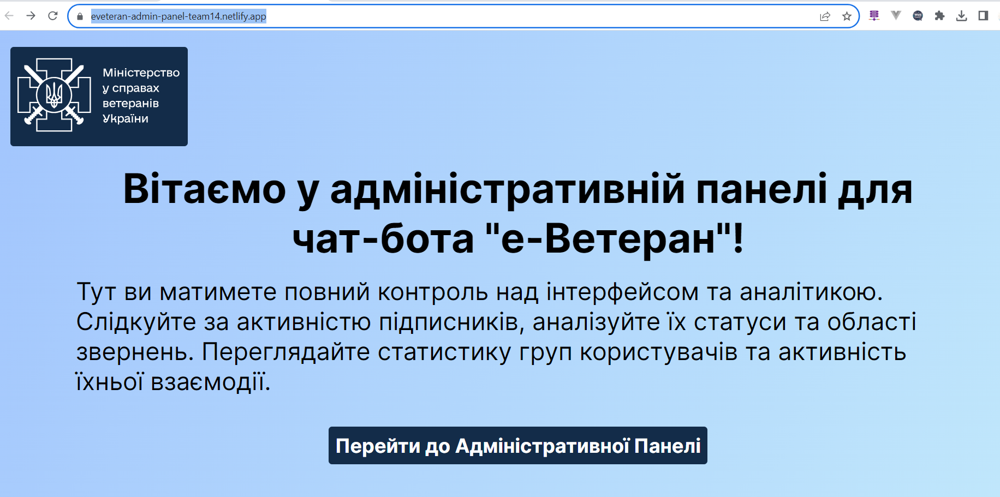 eveteran-admin-panel-team14.netlify.app
Міністерство
у справах
ветеранів
України
Вітаємо у адміністративній панелі для
чат-бота "е-Ветеран"!
Тут ви матимете повний контроль над інтерфейсом та аналітикою.
Слідкуйте за активністю підписників, аналізуйте їх статуси та області
звернень. Переглядайте статистику груп користувачів та активність
їхньої взаємодії.
Перейти до Адміністративної Панелі